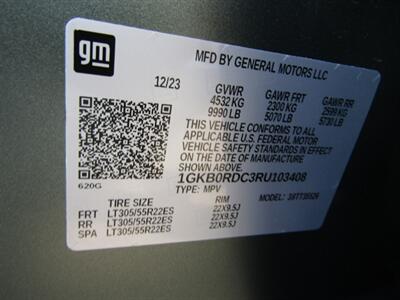 gm
MFD BY GENERAL MOTORS LLC
12/23
GVWR GAWR FRT GAWR RR
4532 KG 2300 KG 2599 KG
9990 LB 5070 LB 5730 LB
THIS VEHICLE CONFORMS TO ALL
APPLICABLE U.S. FEDERAL MOTOR
VEHICLE SAFETY STANDARDS IN
EFFECT ON THE DATE OF
MANUFACTURE SHOWN ABOVE.
1GKB0RDC3RU103408
620G
TYPE: MPV MODEL:
TIRE SIZE RIM
FRT LT305/55R22ES 22X9.5J
RR LT305/55R22ES 22X9.5J
SPA LT305/55R22ES 22X9.5J